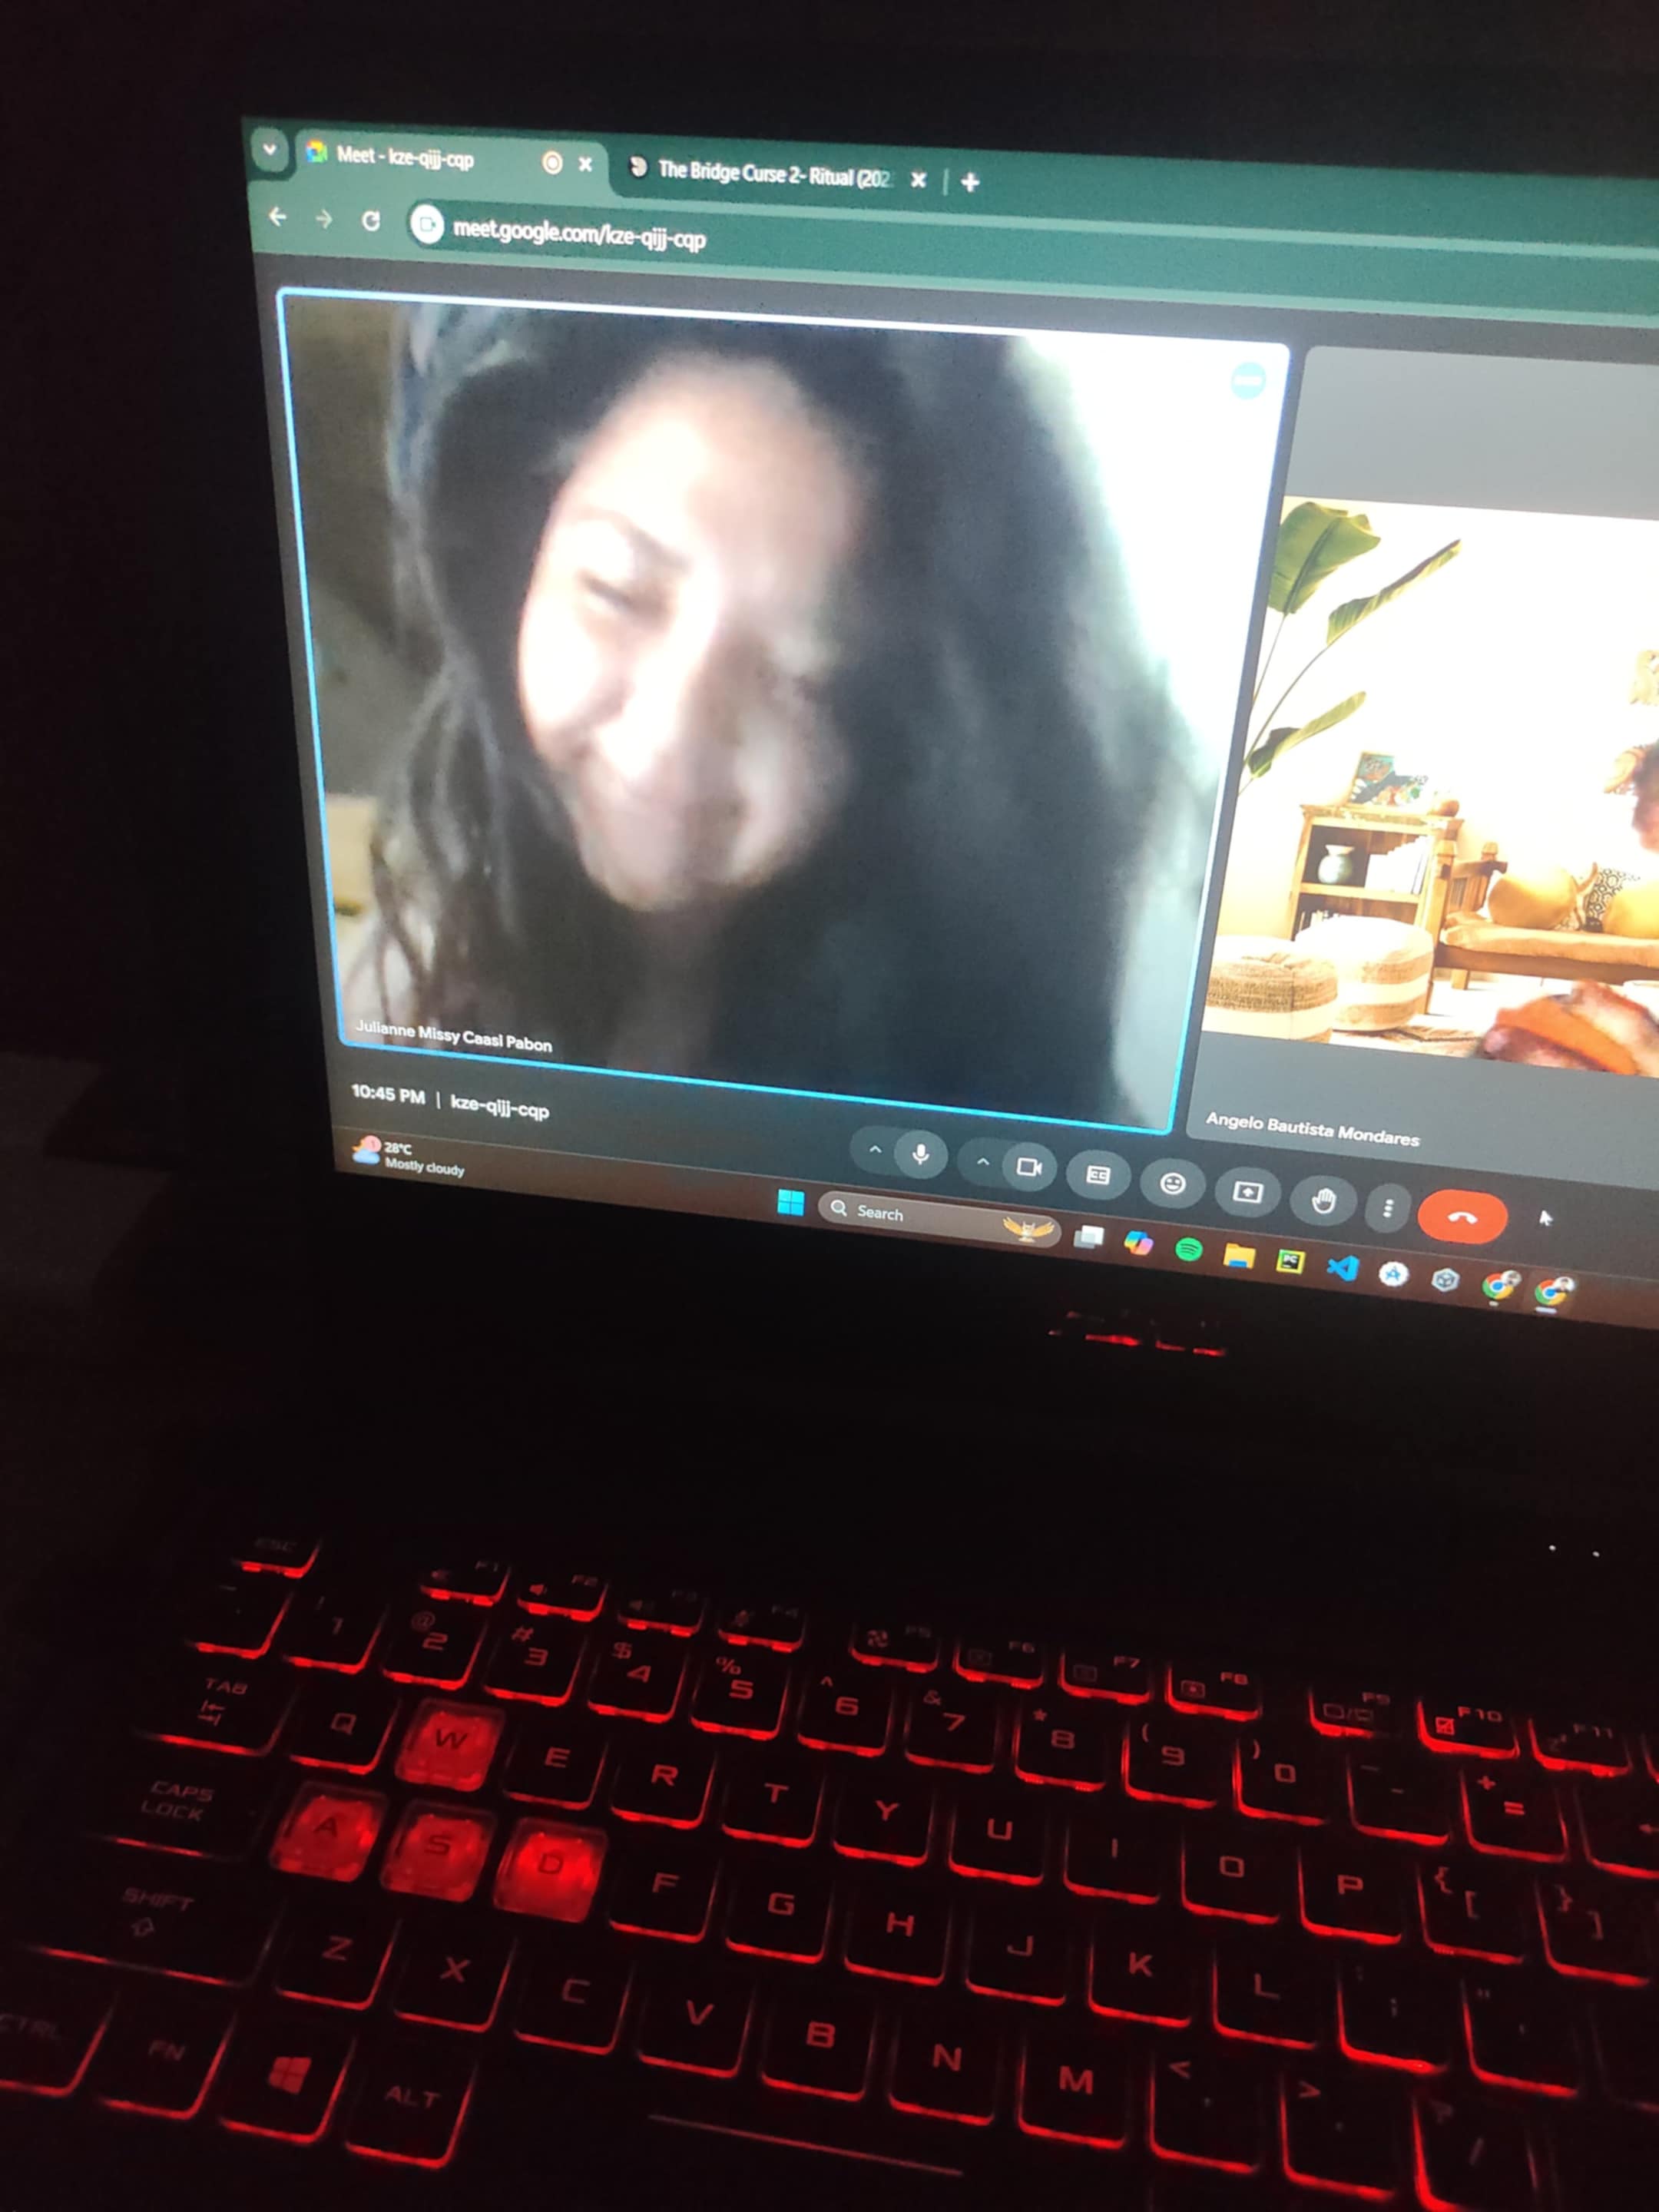 Meet - kze-qijj-cqp
The Bridge Curse 2- Ritual (202
meet.google.com/kze-qijj-cqp
Julianne Missy Caasi Pabon
Angelo Bautista Mondares
10:45 PM | kze-qijj-cqp
1
28°C
Mostly cloudy
CC
Search
PC
ESC F1 F2 F3 F4 F5 F6 F7 F8 F9 F10 F11
! @ # $ % ^ & * ( ) _ +
1 2 3 4 5 6 7 8 9 0 - =
TAB Q W E R T Y U I O P { [ } ]
CAPS LOCK A S D F G H J K L : ; " '
SHIFT Z X C V B N M < , > . ? /
CTRL FN ALT